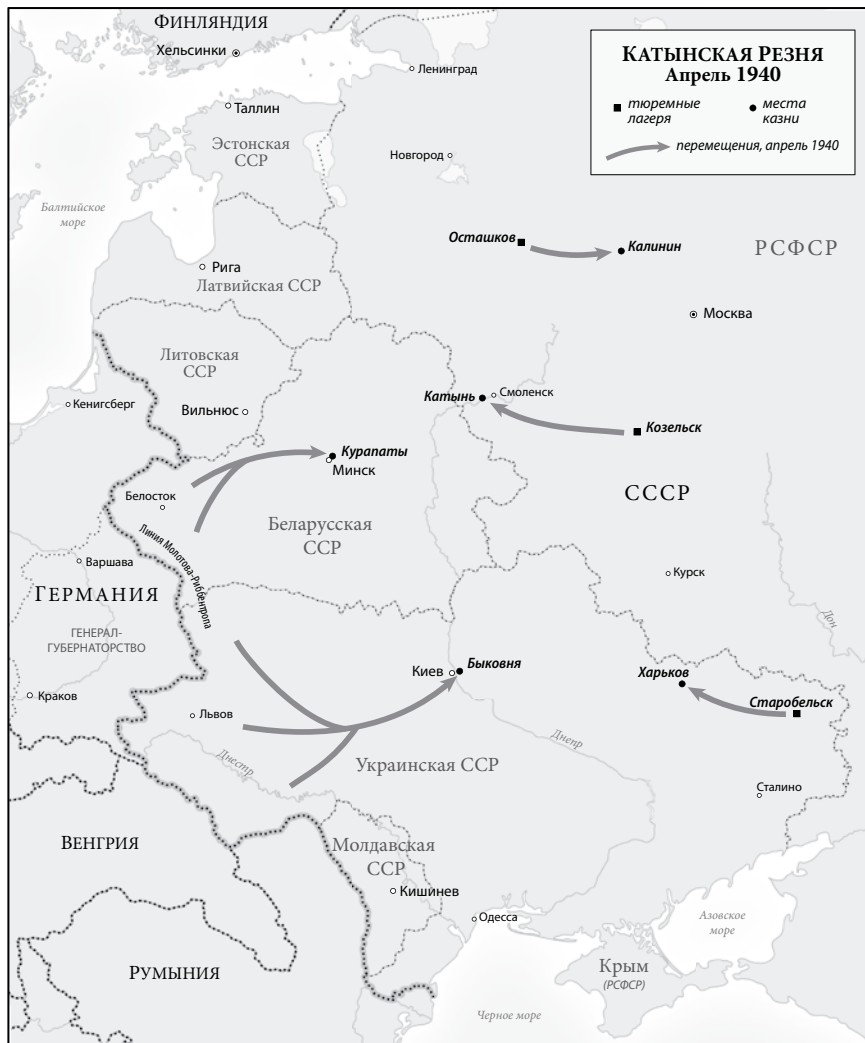 ФИНЛЯНДИЯ
Хельсинки
Ленинград
КАТЫНСКАЯ РЕЗНЯ
Апрель 1940
тюремные
лагеря
места
казни
перемещения, апрель 1940
Таллин
Эстонская
ССР
Новгород
Балтийское
море
Осташков
Калинин
РСФСР
Рига
Латвийская ССР
Москва
Литовская
ССР
Кенигсберг
Вильнюс
Катынь
Смоленск
Козельск
Курапаты
Минск
СССР
Белосток
Беларусская
ССР
Линия Молотова-Риббентропа
Варшава
Курск
ГЕРМАНИЯ
Дон
ГЕНЕРАЛ-
ГУБЕРНАТОРСТВО
Киев
Быковня
Харьков
Краков
Львов
Старобельск
Днестр
Днепр
Украинская ССР
Сталино
ВЕНГРИЯ
Молдавская
ССР
Кишинев
Одесса
Азовское
море
РУМЫНИЯ
Крым
(РСФСР)
Черное море